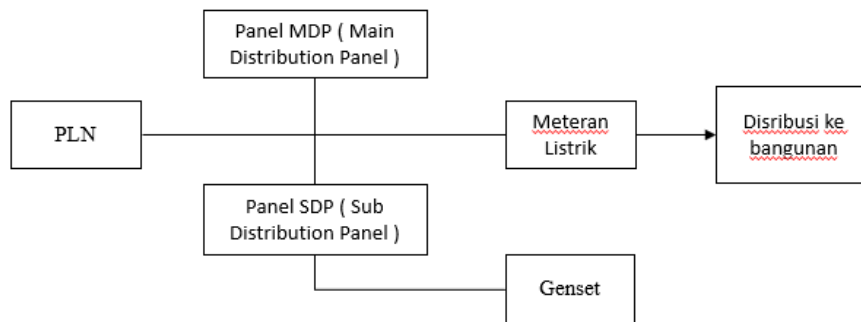 Panel MDP ( Main
Distribution Panel )
PLN
Meteran
Listrik
Disribusi ke
bangunan
Panel SDP ( Sub
Distribution Panel )
Genset